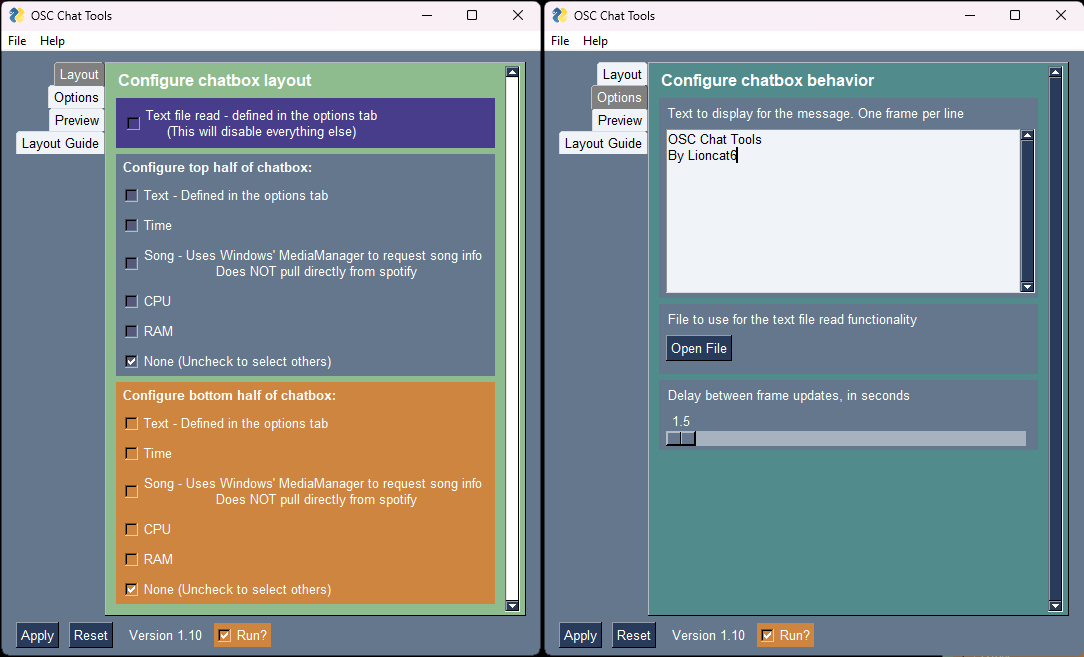 OSC Chat Tools
File Help
Layout
Options
Preview
Layout Guide
Configure chatbox layout
Text file read - defined in the options tab
(This will disable everything else)
Configure top half of chatbox:
Text - Defined in the options tab
Time
Song - Uses Windows' MediaManager to request song info
Does NOT pull directly from spotify
CPU
RAM
None (Uncheck to select others)
Configure bottom half of chatbox:
Text - Defined in the options tab
Time
Song - Uses Windows' MediaManager to request song info
Does NOT pull directly from spotify
CPU
RAM
None (Uncheck to select others)
Apply Reset Version 1.10 Run?
OSC Chat Tools
File Help
Layout
Options
Preview
Layout Guide
Configure chatbox behavior
Text to display for the message. One frame per line
OSC Chat Tools
By Lioncat6
File to use for the text file read functionality
Open File
Delay between frame updates, in seconds
1.5
Apply Reset Version 1.10 Run?